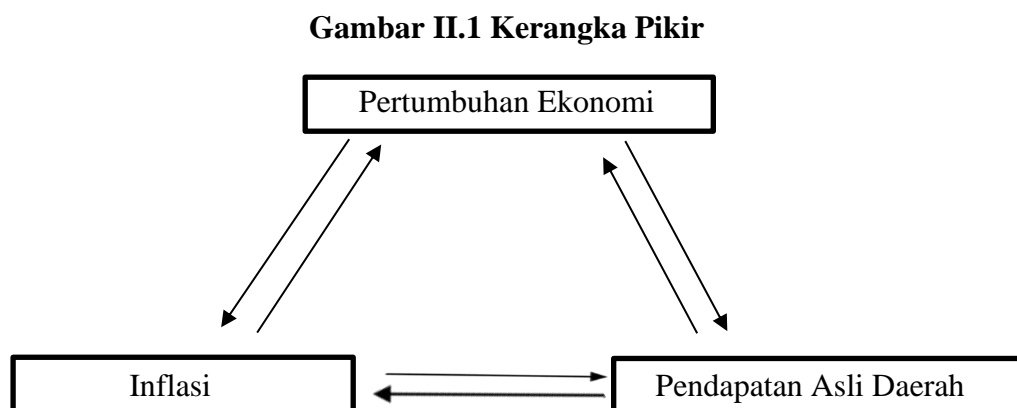 Gambar II.1 Kerangka Pikir
Pertumbuhan Ekonomi
Inflasi
Pendapatan Asli Daerah